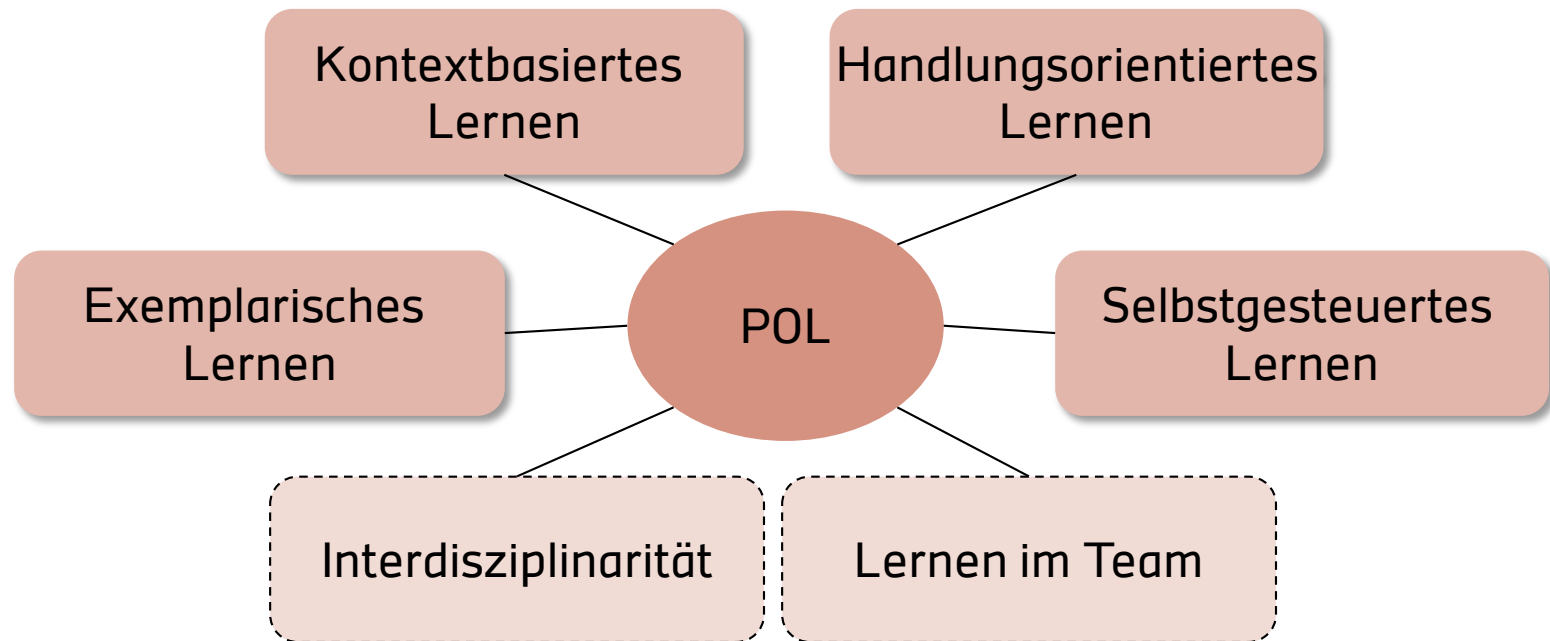 Kontextbasiertes
Lernen
Handlungsorientiertes
Lernen
Exemplarisches
Lernen
POL
Selbstgesteuertes
Lernen
Interdisziplinarität
Lernen im Team